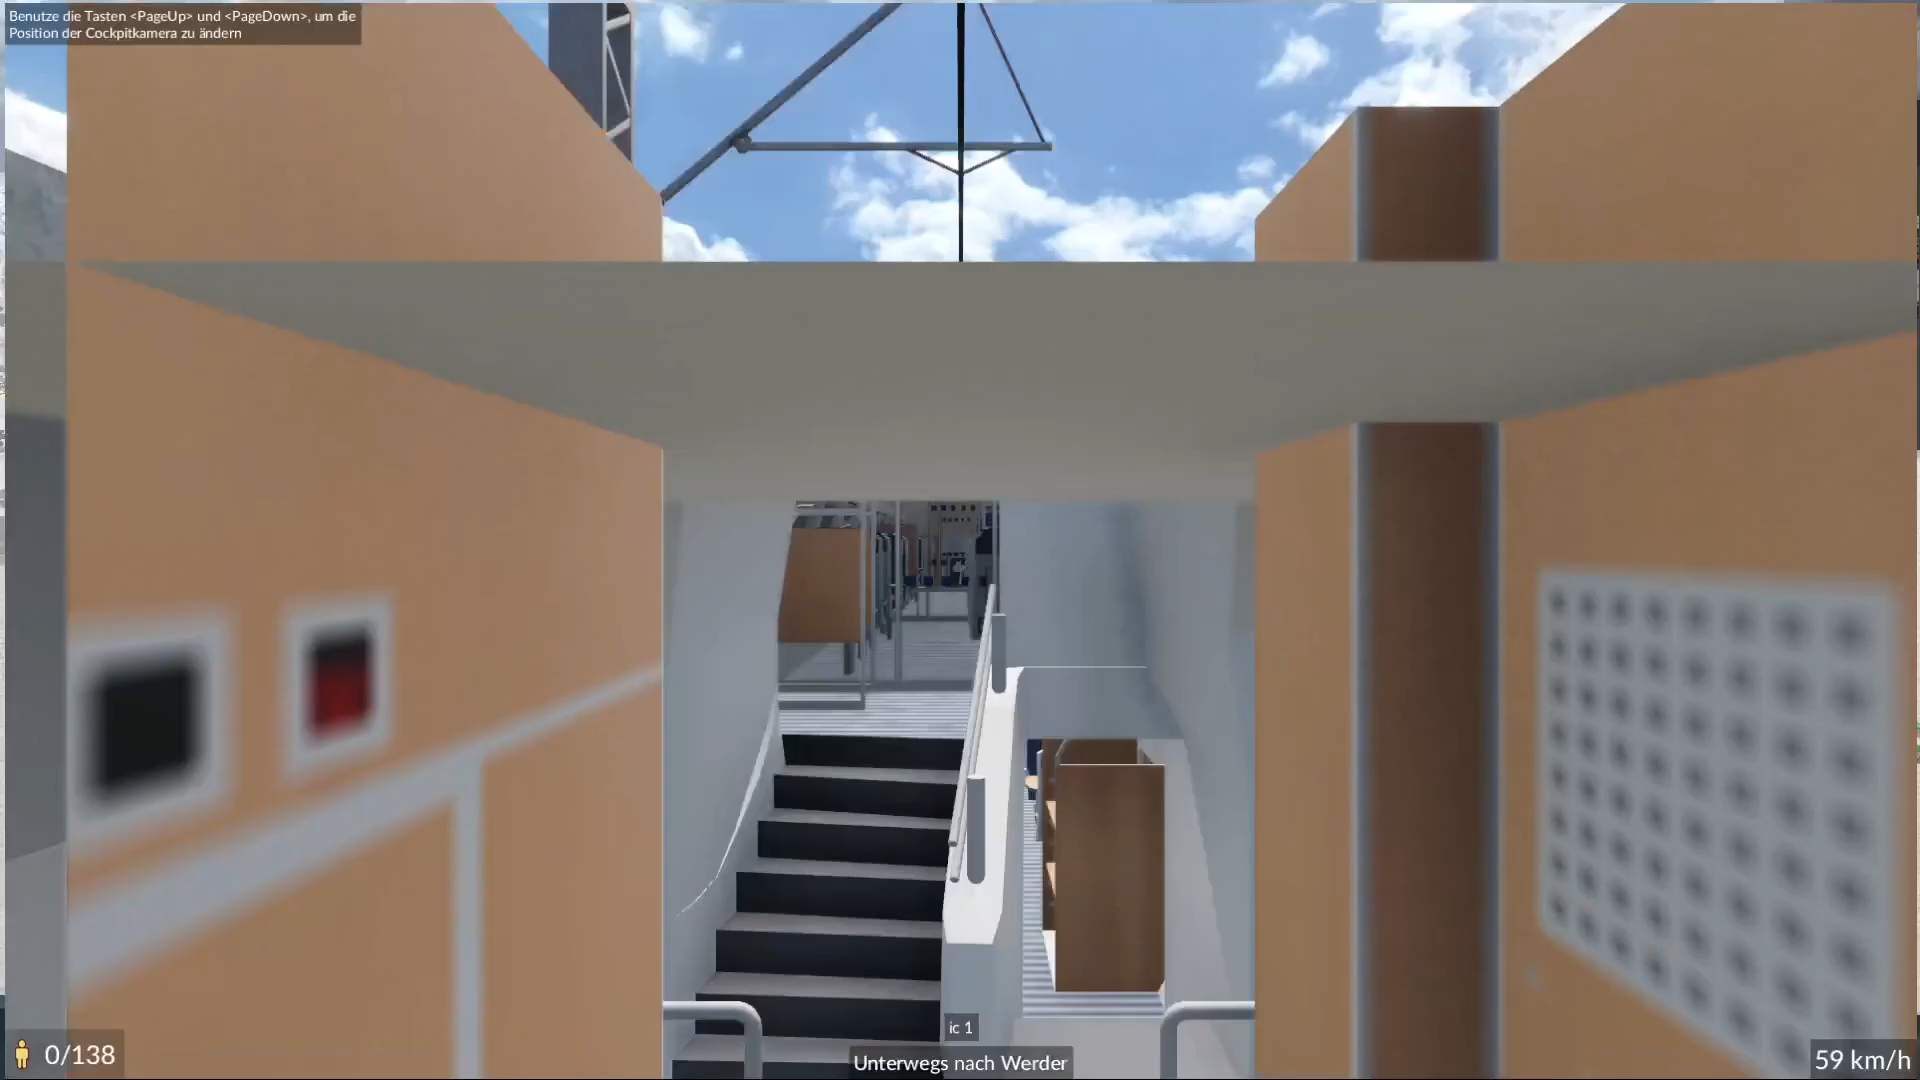 Benutze die Tasten <PageUp> und <PageDown>, um die
Position der Cockpitkamera zu ändern
ic 1
0/138
Unterwegs nach Werder
59 km/h